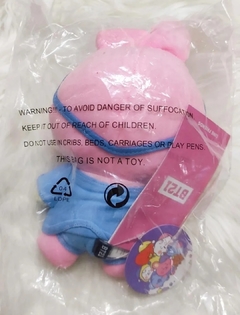 WARNING!! - TO AVOID DANGER OF SUFFOCATION
KEEP IT OUT OF REACH OF CHILDREN.
DO NOT USE IN CRIBS, BEDS, CARRIAGES OR PLAY PENS.
THIS BAG IS NOT A TOY.
04
LDPE
BT21
BT21